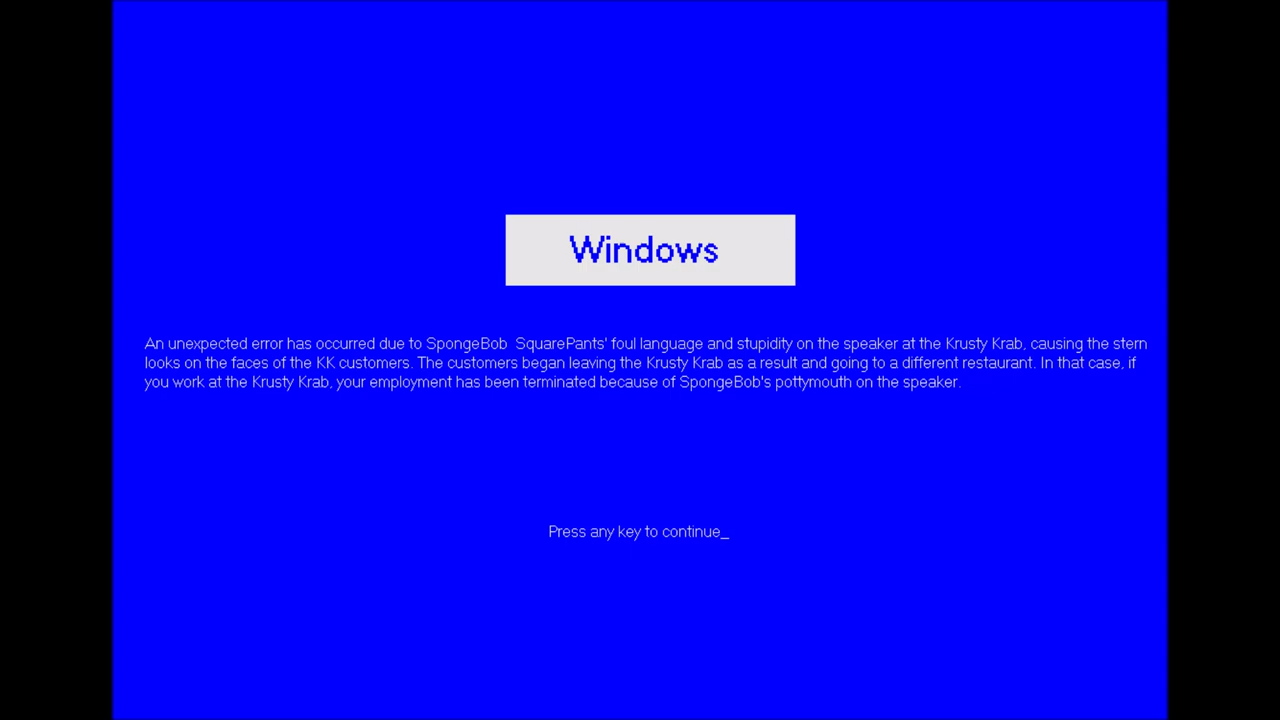 Windows
An unexpected error has occurred due to SpongeBob  SquarePants' foul language and stupidity on the speaker at the Krusty Krab, causing the stern
looks on the faces of the KK customers. The customers began leaving the Krusty Krab as a result and going to a different restaurant. In that case, if
you work at the Krusty Krab, your employment has been terminated because of SpongeBob's pottymouth on the speaker.
Press any key to continue_